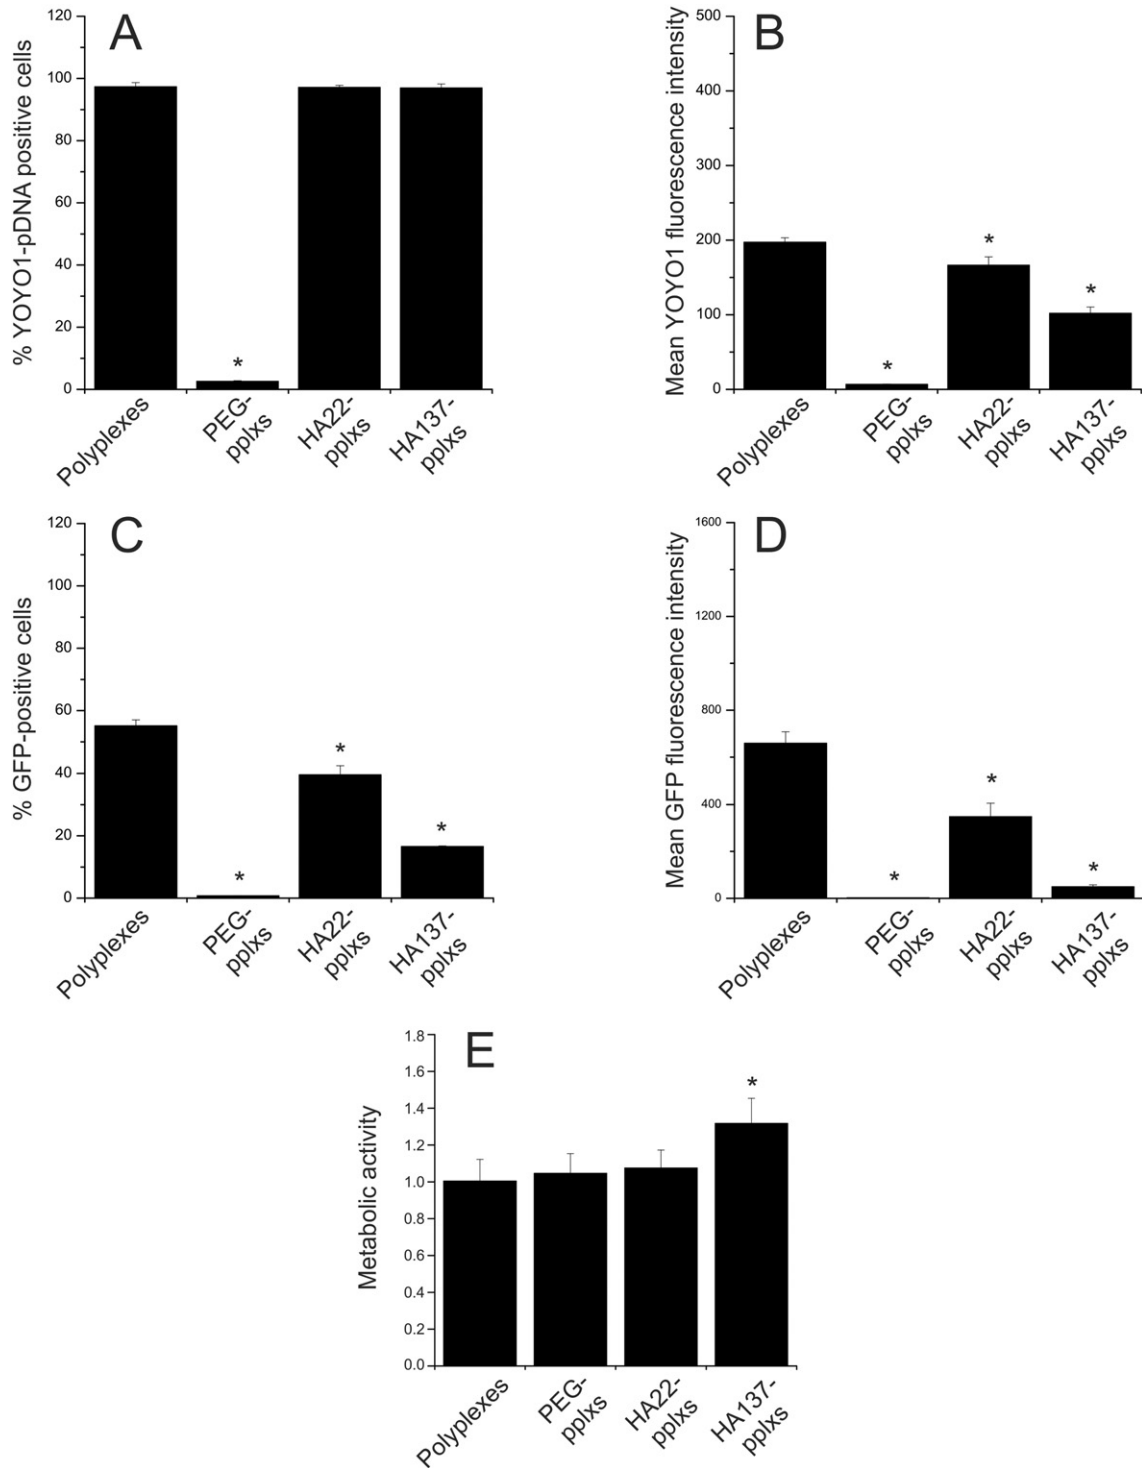 A
% YOYO1-pDNA positive cells
120
100
80
60
40
20
0
*
Polyplexes
PEG-
pplxs
HA22-
pplxs
HA137-
pplxs
B
Mean YOYO1 fluorescence intensity
500
400
300
200
100
0
*
*
*
Polyplexes
PEG-
pplxs
HA22-
pplxs
HA137-
pplxs
C
% GFP-positive cells
120
100
80
60
40
20
0
*
*
*
Polyplexes
PEG-
pplxs
HA22-
pplxs
HA137-
pplxs
D
Mean GFP fluorescence intensity
1600
1200
800
400
0
*
*
*
Polyplexes
PEG-
pplxs
HA22-
pplxs
HA137-
pplxs
E
Metabolic activity
1.8
1.6
1.4
1.2
1.0
0.8
0.6
0.4
0.2
0.0
*
Polyplexes
PEG-
pplxs
HA22-
pplxs
HA137-
pplxs